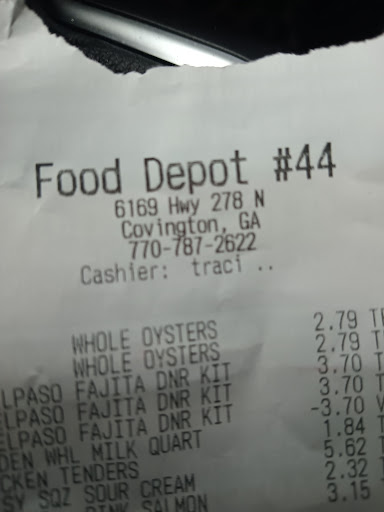 Food Depot #44
6169 Hwy 278 N
Covington, GA
770-787-2622
Cashier: traci ..
WHOLE OYSTERS 2.79 T
WHOLE OYSTERS 2.79 T
LPASO FAJITA DNR KIT 3.70 T
ELPASO FAJITA DNR KIT 3.70 T
ELPASO FAJITA DNR KIT -3.70 V
DEN WHL MILK QUART 1.84 T
CKEN TENDERS 5.62 T
SY SQZ SOUR CREAM 2.32 T
PINK SALMON 3.15